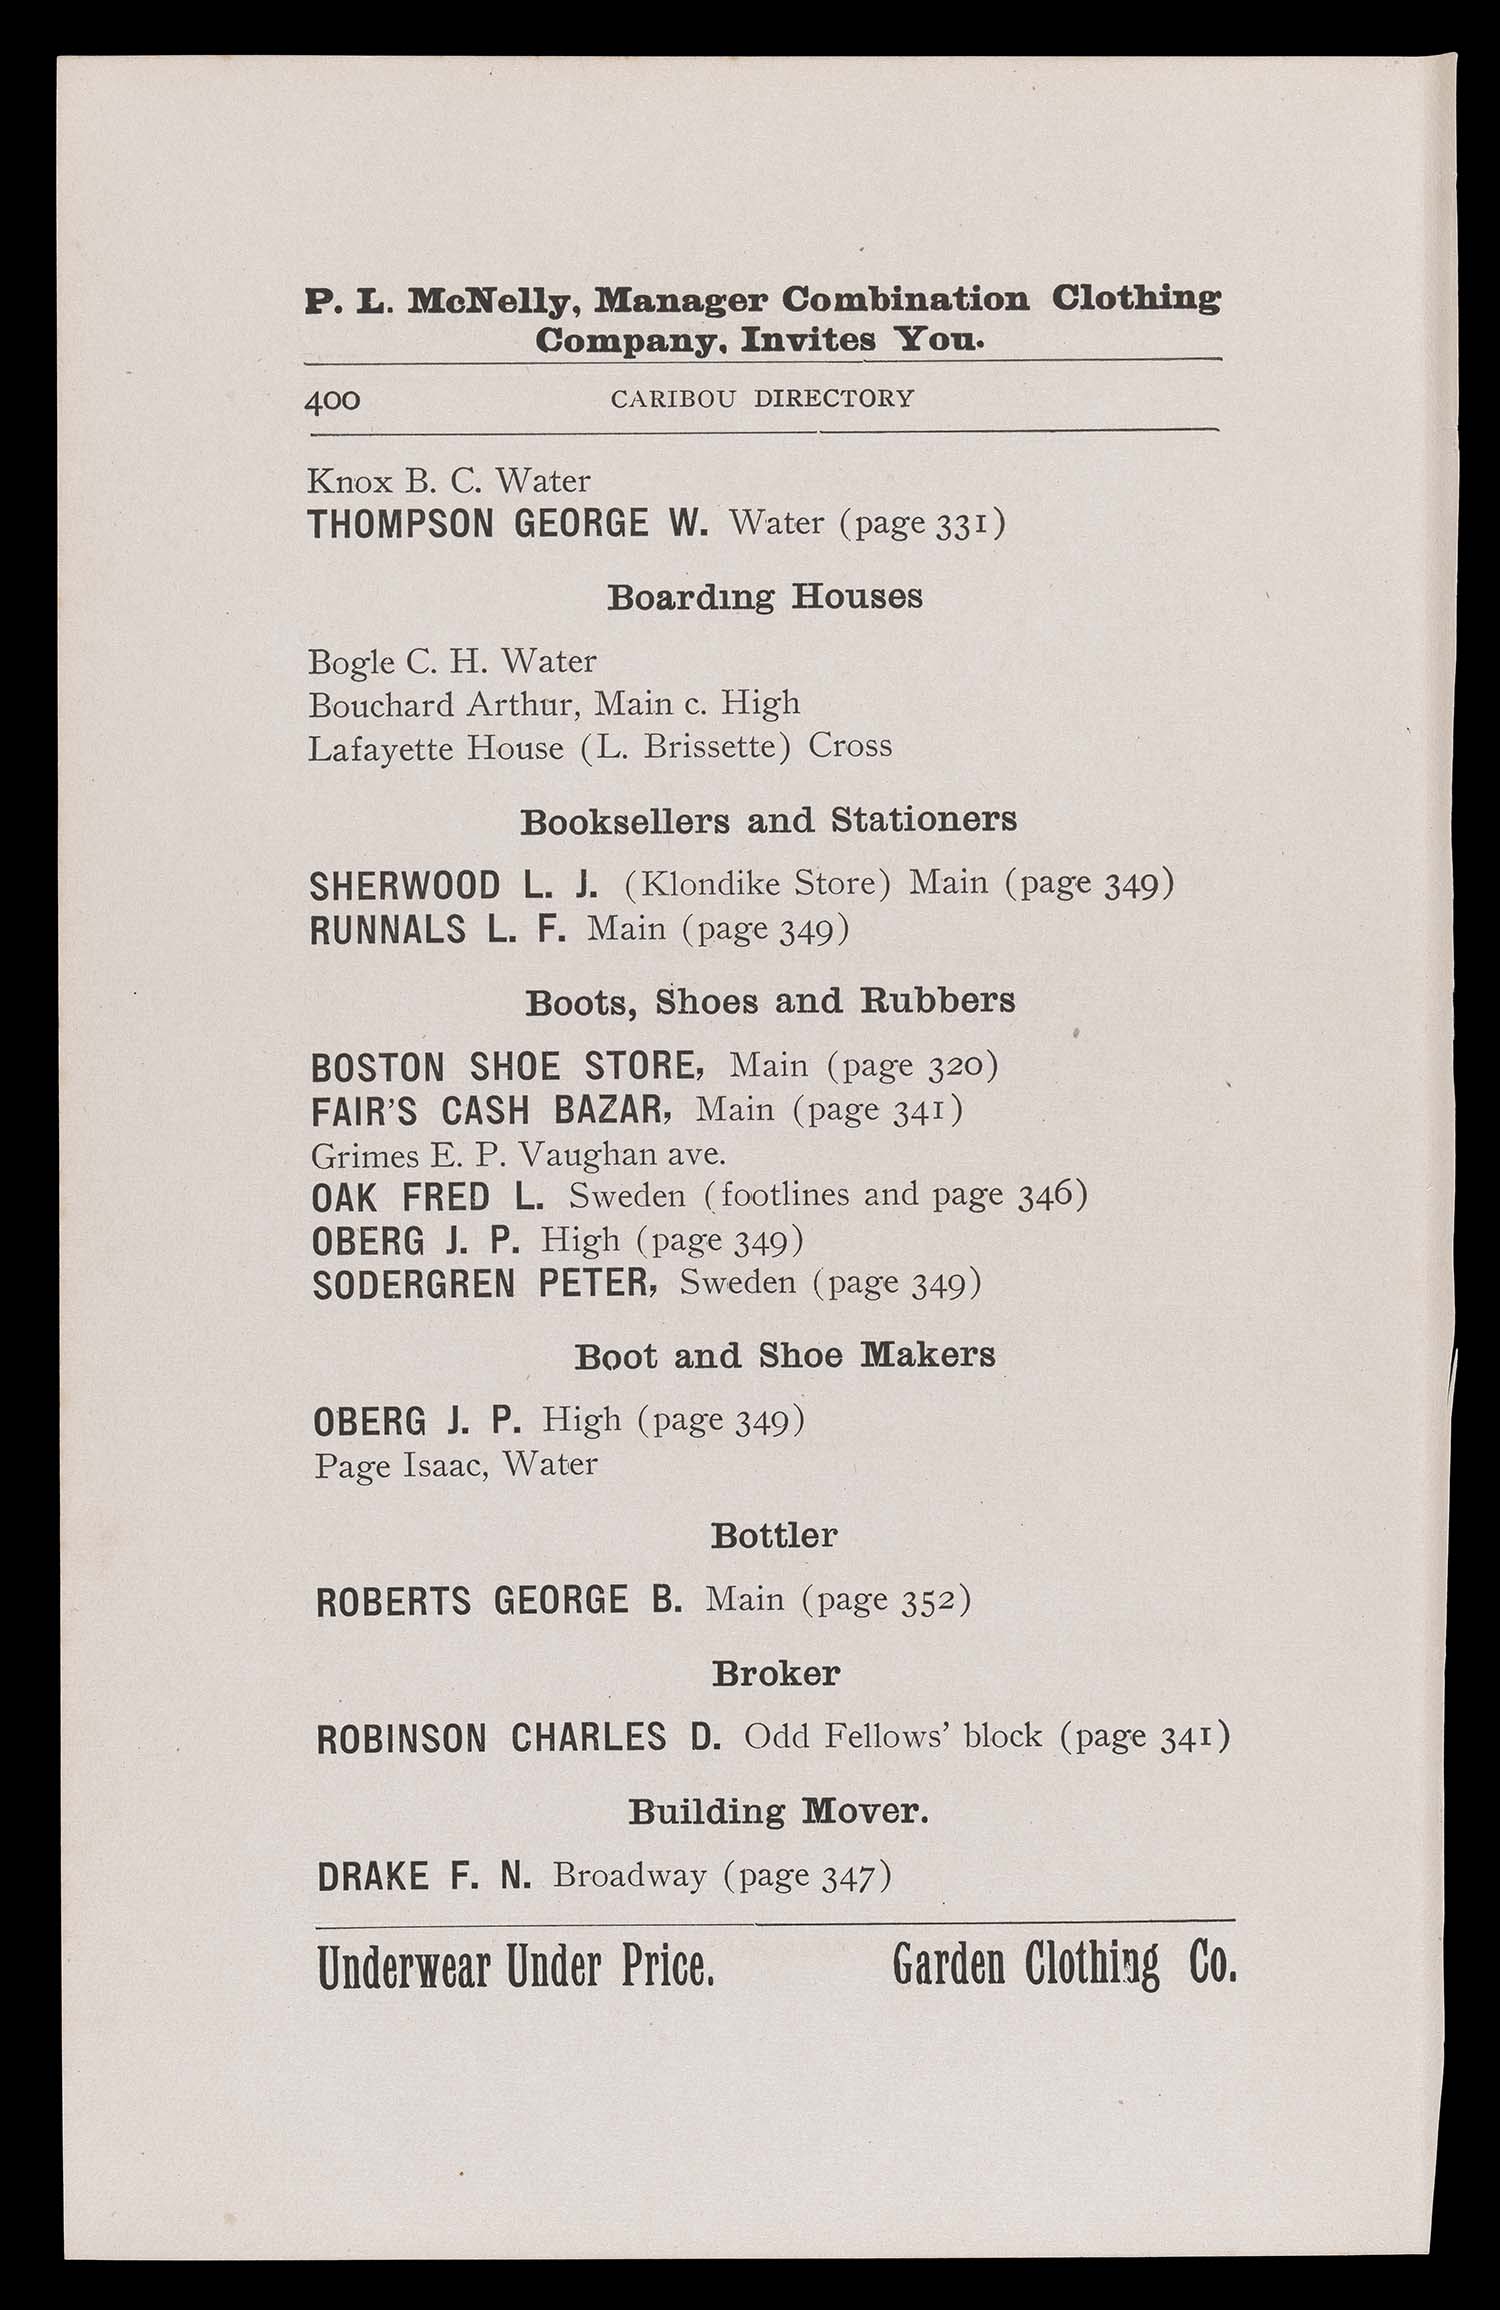 P. L. McNelly, Manager Combination Clothing
Company, Invites You.
400 CARIBOU DIRECTORY
Knox B. C. Water
THOMPSON GEORGE W. Water (page 331)
Boarding Houses
Bogle C. H. Water
Bouchard Arthur, Main c. High
Lafayette House (L. Brissette) Cross
Booksellers and Stationers
SHERWOOD L. J. (Klondike Store) Main (page 349)
RUNNALS L. F. Main (page 349)
Boots, Shoes and Rubbers
BOSTON SHOE STORE, Main (page 320)
FAIR'S CASH BAZAR, Main (page 341)
Grimes E. P. Vaughan ave.
OAK FRED L. Sweden (footlines and page 346)
OBERG J. P. High (page 349)
SODERGREN PETER, Sweden (page 349)
Boot and Shoe Makers
OBERG J. P. High (page 349)
Page Isaac, Water
Bottler
ROBERTS GEORGE B. Main (page 352)
Broker
ROBINSON CHARLES D. Odd Fellows' block (page 341)
Building Mover.
DRAKE F. N. Broadway (page 347)
Underwear Under Price. Garden Clothing Co.